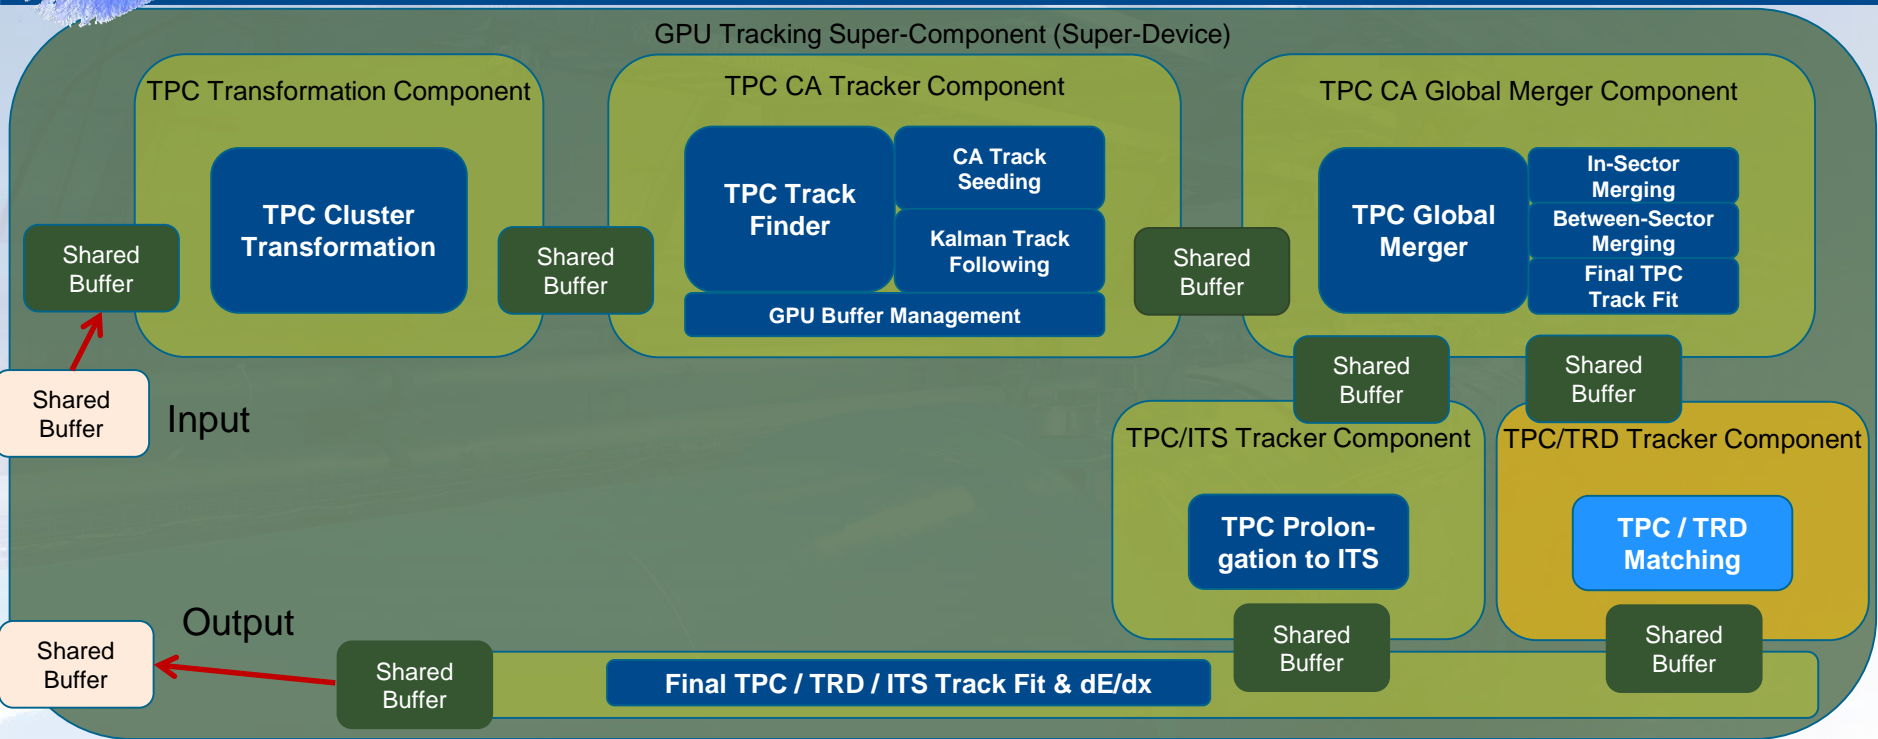 GPU Tracking Super-Component (Super-Device)
TPC Transformation Component
TPC CA Tracker Component
TPC CA Global Merger Component
TPC Cluster
Transformation
TPC Track
Finder
CA Track
Seeding
Kalman Track
Following
GPU Buffer Management
TPC Global
Merger
In-Sector
Merging
Between-Sector
Merging
Final TPC
Track Fit
Shared
Buffer
Shared
Buffer
Shared
Buffer
Shared
Buffer
Shared
Buffer
Shared
Buffer
Input
TPC/ITS Tracker Component
TPC/TRD Tracker Component
TPC Prolon-
gation to ITS
TPC / TRD
Matching
Output
Shared
Buffer
Shared
Buffer
Shared
Buffer
Shared
Buffer
Final TPC / TRD / ITS Track Fit & dE/dx